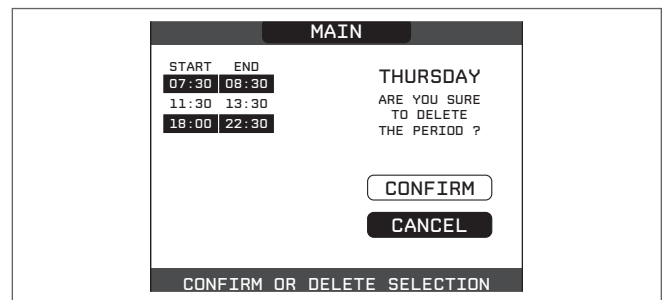 MAIN
START END
07:30 08:30
11:30 13:30
18:00 22:30
THURSDAY
ARE YOU SURE
TO DELETE
THE PERIOD ?
CONFIRM
CANCEL
CONFIRM OR DELETE SELECTION